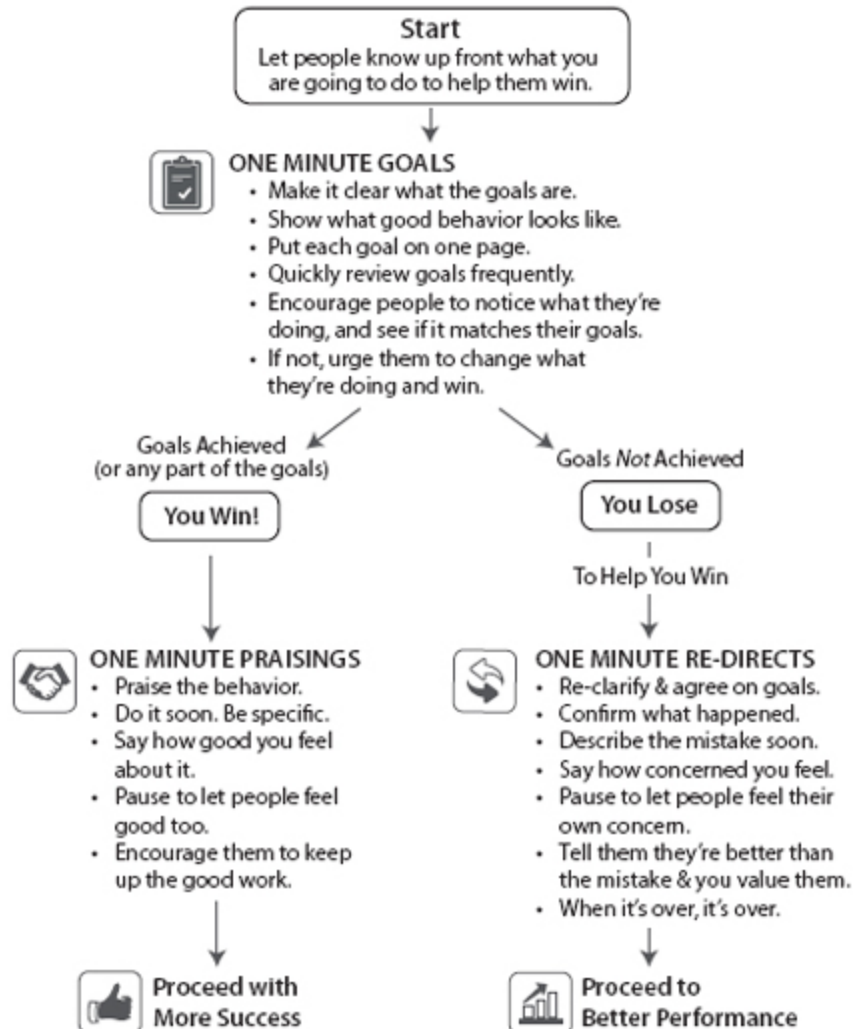 Start
Let people know up front what you
are going to do to help them win.
ONE MINUTE GOALS
• Make it clear what the goals are.
• Show what good behavior looks like.
• Put each goal on one page.
• Quickly review goals frequently.
• Encourage people to notice what they're
doing, and see if it matches their goals.
• If not, urge them to change what
they're doing and win.
Goals Achieved
(or any part of the goals)
You Win!
Goals Not Achieved
You Lose
To Help You Win
ONE MINUTE PRAISINGS
• Praise the behavior.
• Do it soon. Be specific.
• Say how good you feel
about it.
• Pause to let people feel
good too.
• Encourage them to keep
up the good work.
Proceed with
More Success
ONE MINUTE RE-DIRECTS
• Re-clarify & agree on goals.
• Confirm what happened.
• Describe the mistake soon.
• Say how concerned you feel.
• Pause to let people feel their
own concern.
• Tell them they're better than
the mistake & you value them.
• When it's over, it's over.
Proceed to
Better Performance